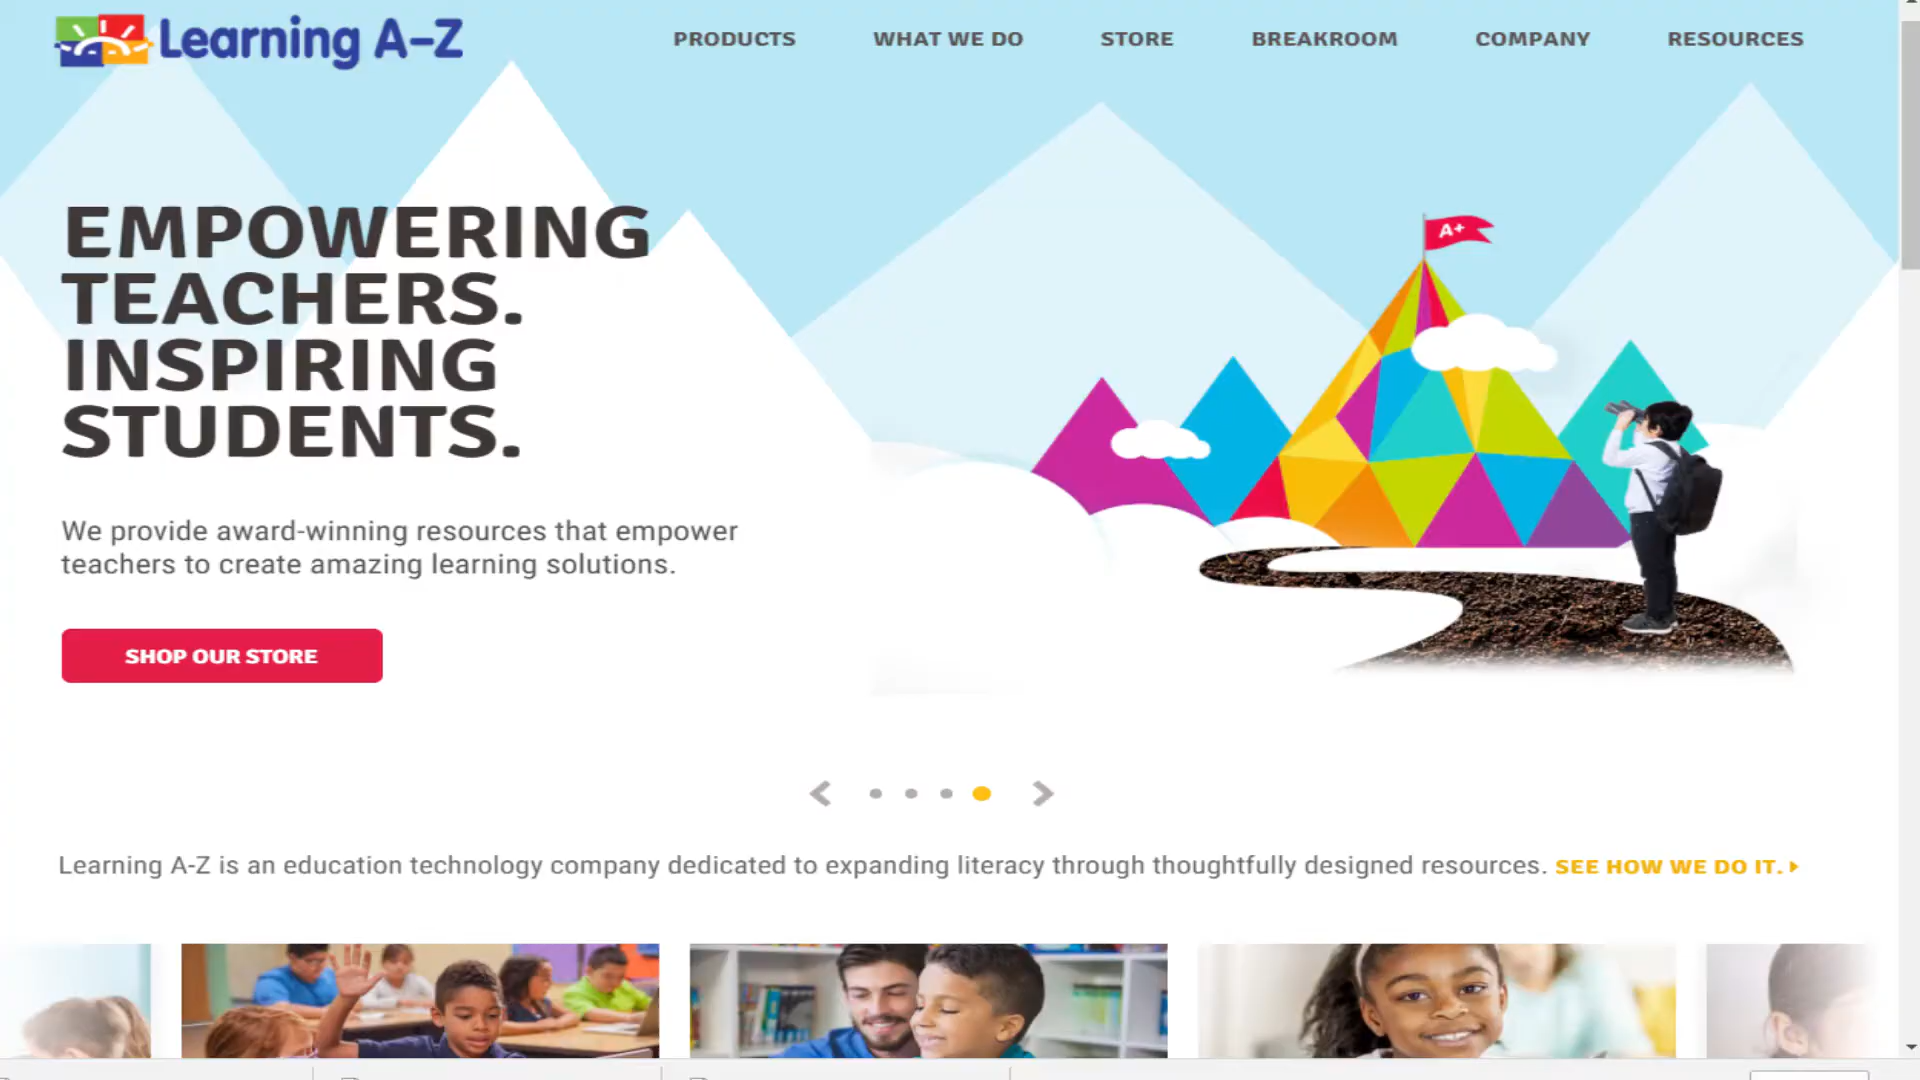 Learning A-Z
PRODUCTS WHAT WE DO STORE BREAKROOM COMPANY RESOURCES
EMPOWERING
TEACHERS.
INSPIRING
STUDENTS.
A+
We provide award-winning resources that empower
teachers to create amazing learning solutions.
SHOP OUR STORE
Learning A-Z is an education technology company dedicated to expanding literacy through thoughtfully designed resources. SEE HOW WE DO IT.